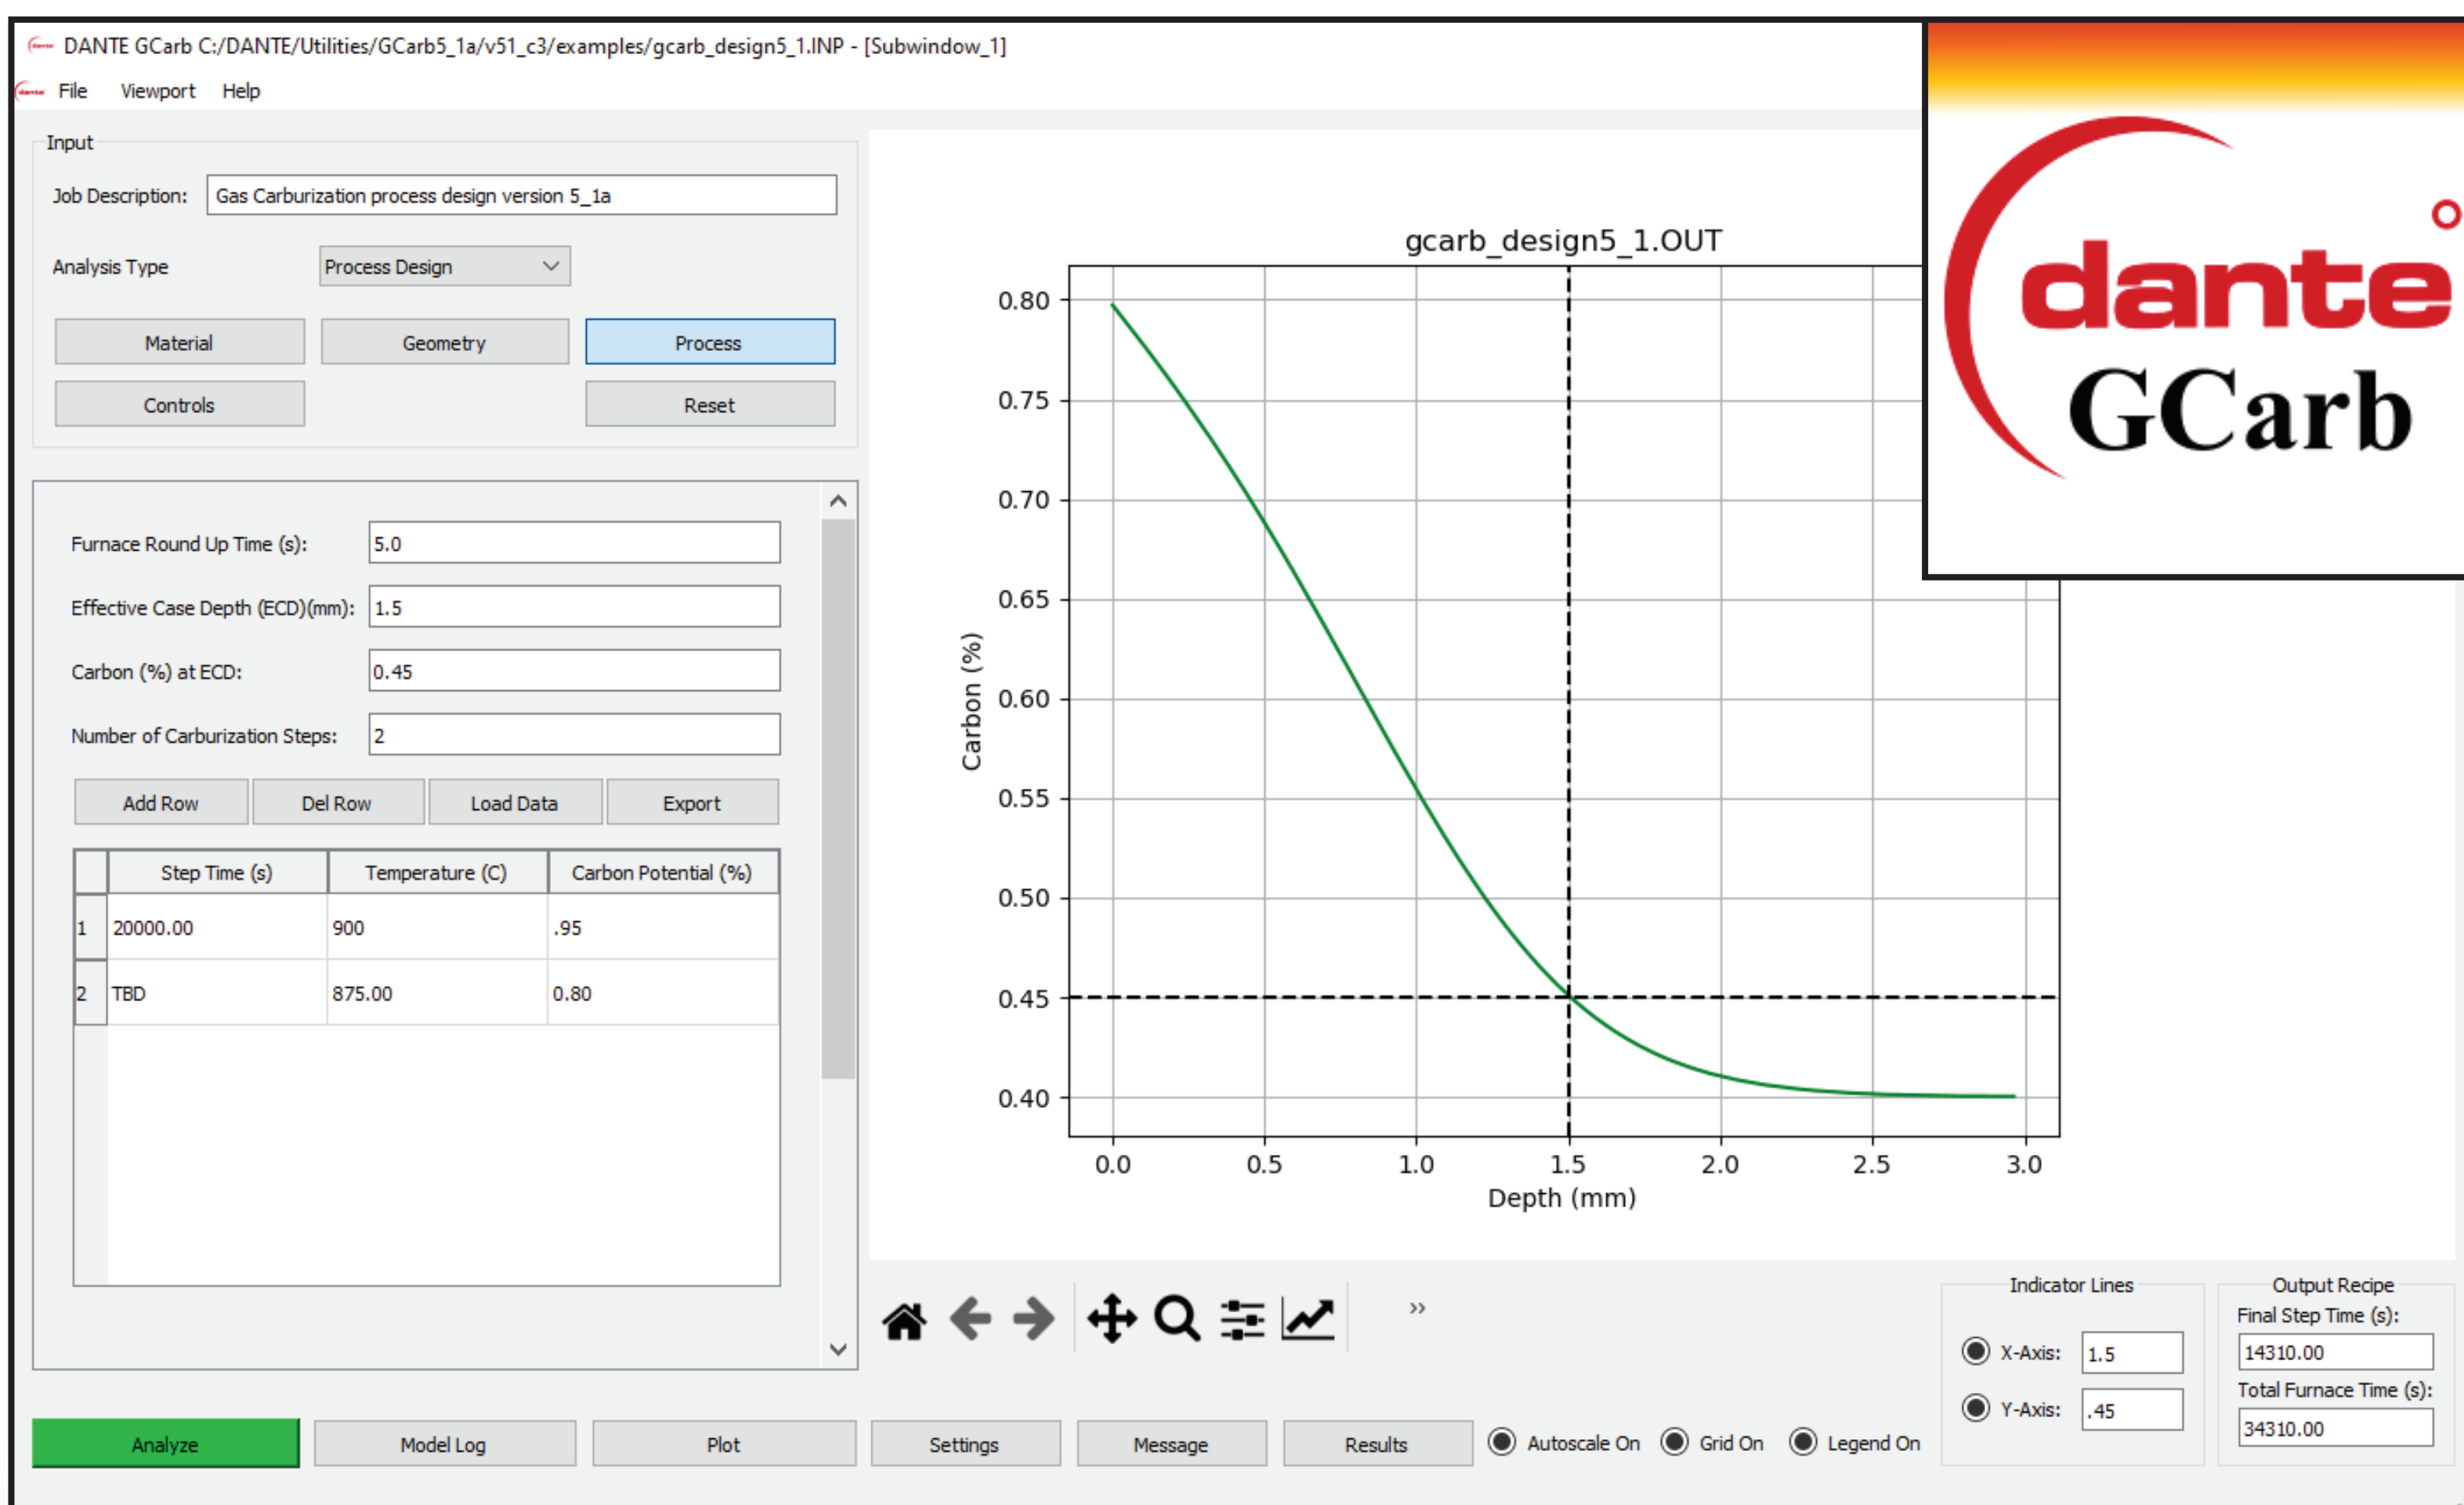 DANTE GCarb C:/DANTE/Utilities/GCarb5_1a/v51_c3/examples/gcarb_design5_1.INP - [Subwindow_1]
File Viewport Help
Input
Job Description: Gas Carburization process design version 5_1a
Analysis Type Process Design
Material Geometry Process
Controls Reset
Furnace Round Up Time (s): 5.0
Effective Case Depth (ECD)(mm): 1.5
Carbon (%) at ECD: 0.45
Number of Carburization Steps: 2
Add Row Del Row Load Data Export
Step Time (s) Temperature (C) Carbon Potential (%)
1 20000.00 900 .95
2 TBD 875.00 0.80
gcarb_design5_1.OUT
0.80
0.75
0.70
0.65
0.60
0.55
0.50
0.45
0.40
Carbon (%)
0.0 0.5 1.0 1.5 2.0 2.5 3.0
Depth (mm)
dante
GCarb
»
Indicator Lines
X-Axis: 1.5
Y-Axis: .45
Output Recipe
Final Step Time (s):
14310.00
Total Furnace Time (s):
34310.00
Analyze Model Log Plot Settings Message Results Autoscale On Grid On Legend On